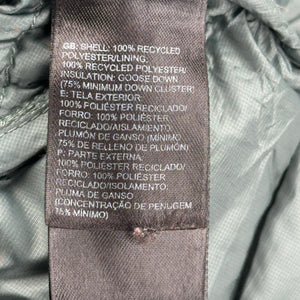 GB: SHELL: 100% RECYCLED
POLYESTER/LINING:
100% RECYCLED POLYESTER/
INSULATION: GOOSE DOWN
(75% MINIMUM DOWN CLUSTER)
E: TELA EXTERIOR:
100% POLIÉSTER RECICLADO/
FORRO: 100% POLIÉSTER
RECICLADO/AISLAMIENTO:
PLUMÓN DE GANSO (MÍNIMO
75% DE RELLENO DE PLUMÓN)
P: PARTE EXTERNA:
100% POLIÉSTER RECICLADO/
FORRO: 100% POLIÉSTER
RECICLADO/ISOLAMENTO:
PLUMA DE GANSO
(CONCENTRAÇÃO DE PENUGEM
75% MÍNIMO)